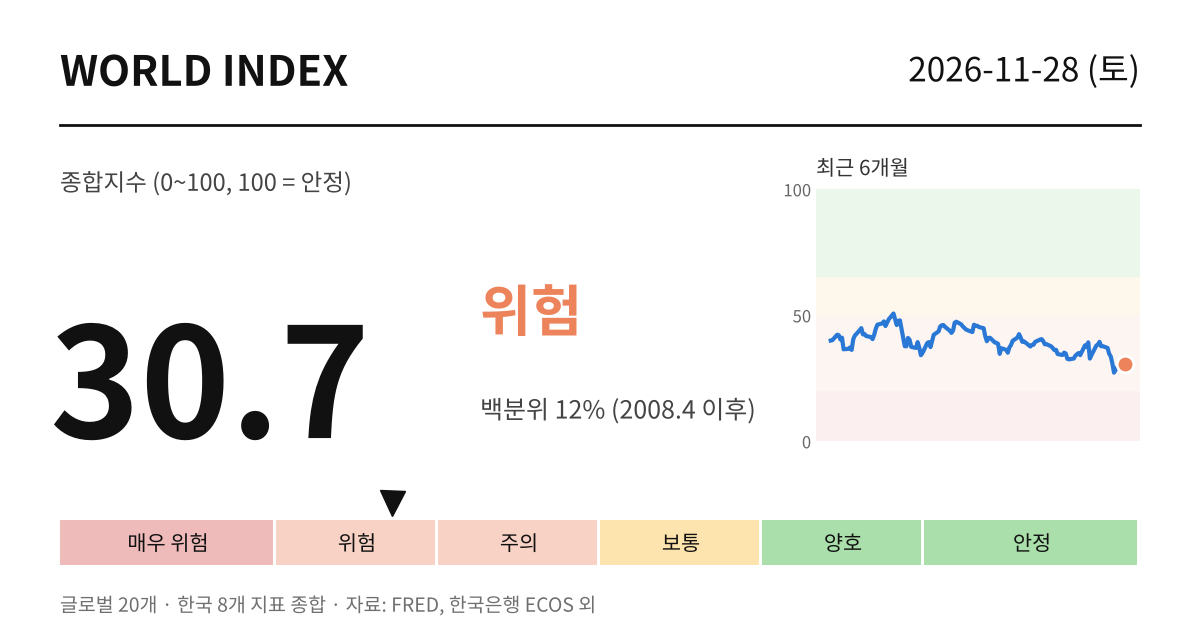 WORLD INDEX
2026-11-28 (토)
종합지수 (0~100, 100 = 안정)
최근 6개월
100
50
0
위험
30.7
백분위 12% (2008.4 이후)
매우 위험
위험
주의
보통
양호
안정
글로벌 20개 · 한국 8개 지표 종합 · 자료: FRED, 한국은행 ECOS 외